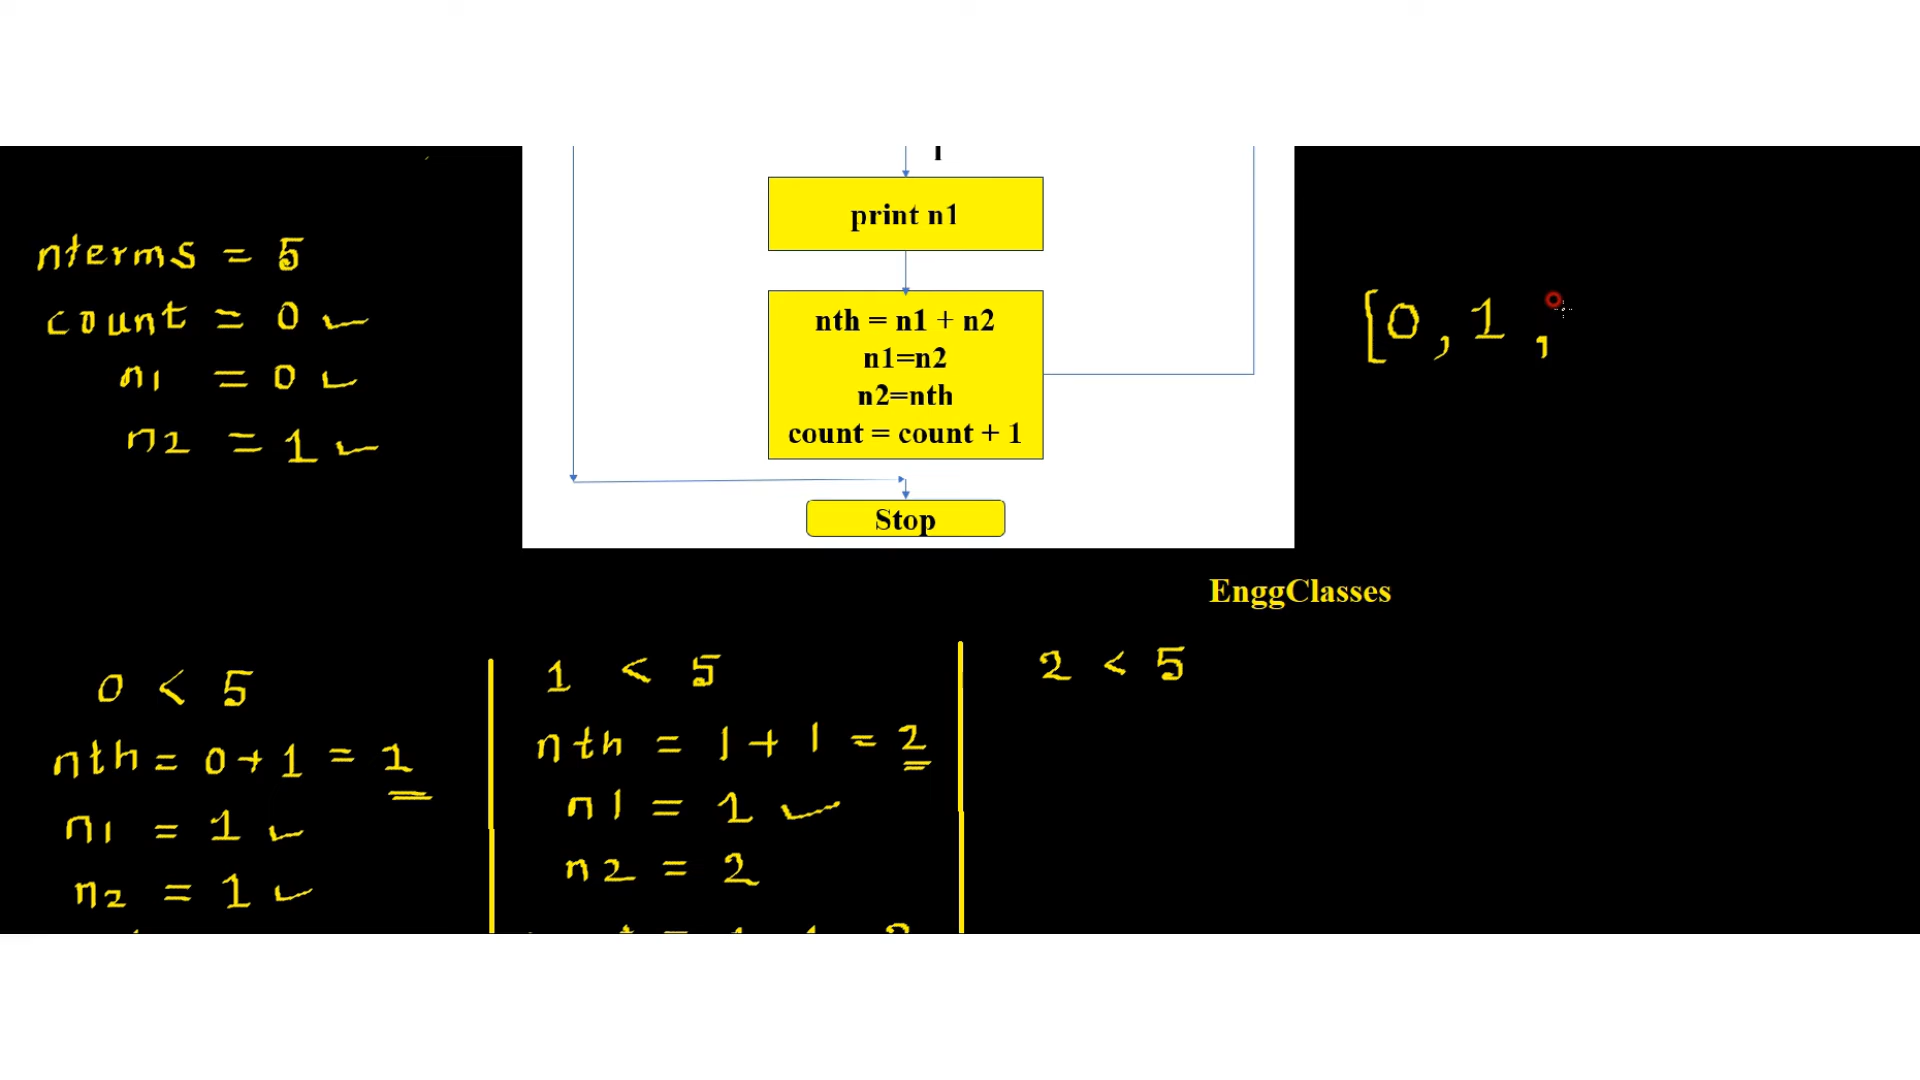 nterms = 5
count = 0
n1 = 0
n2 = 1
print n1
nth = n1 + n2
n1=n2
n2=nth
count = count + 1
Stop
[0, 1,
EnggClasses
0 < 5
nth = 0+1 = 1
n1 = 1
n2 = 1
1 < 5
nth = 1+1 = 2
n1 = 1
n2 = 2
2 < 5